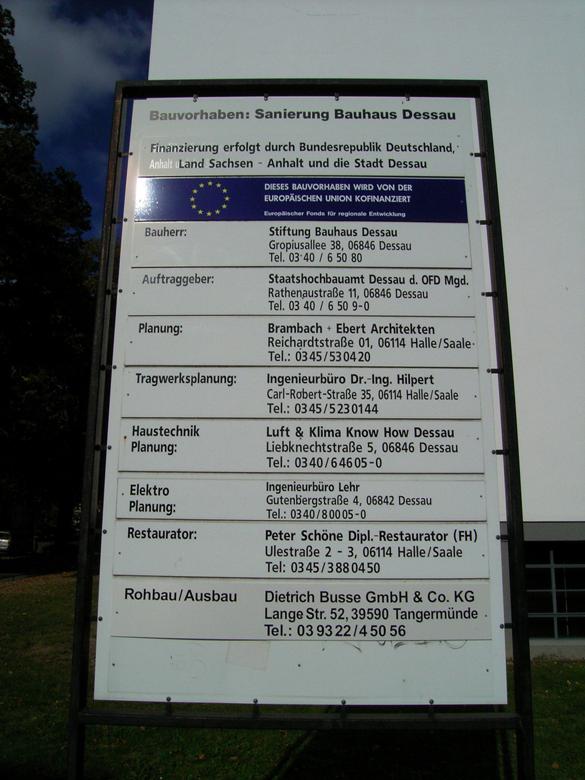 Bauvorhaben: Sanierung Bauhaus Dessau
Finanzierung erfolgt durch Bundesrepublik Deutschland,
Land Sachsen - Anhalt und die Stadt Dessau
DIESES BAUVORHABEN WIRD VON DER
EUROPÄISCHEN UNION KOFINANZIERT
Europäischer Fonds für regionale Entwicklung
Bauherr: Stiftung Bauhaus Dessau
Gropiusallee 38, 06846 Dessau
Tel. 03 40 / 6 50 80
Auftraggeber: Staatshochbauamt Dessau d. OFD Mgd.
Rathenaustraße 11, 06846 Dessau
Tel. 03 40 / 6 50 9-0
Planung: Brambach + Ebert Architekten
Reichardtstraße 01, 06114 Halle/Saale
Tel.: 0345/530420
Tragwerksplanung: Ingenieurbüro Dr.-Ing. Hilpert
Carl-Robert-Straße 35, 06114 Halle/Saale
Tel.: 0345/5230144
Haustechnik Planung: Luft & Klima Know How Dessau
Liebknechtstraße 5, 06846 Dessau
Tel.: 0340/64605-0
Elektro Planung: Ingenieurbüro Lehr
Gutenbergstraße 4, 06842 Dessau
Tel.: 0340/8005-0
Restaurator: Peter Schöne Dipl.-Restaurator (FH)
Ulestraße 2 - 3, 06114 Halle/Saale
Tel: 0345/3880450
Rohbau/Ausbau Dietrich Busse GmbH & Co. KG
Lange Str. 52, 39590 Tangermünde
Tel.: 03 93 22/4 50 56